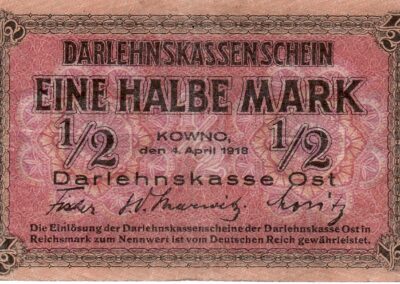 DARLEHNSKASSENSCHEIN
EINE HALBE MARK
1/2 1/2
KOWNO,
den 4. April 1918
Darlehnskasse Ost
Die Einlösung der Darlehnskassenscheine der Darlehnskasse Ost in
Reichsmark zum Nennwert ist vom Deutschen Reich gewährleistet.